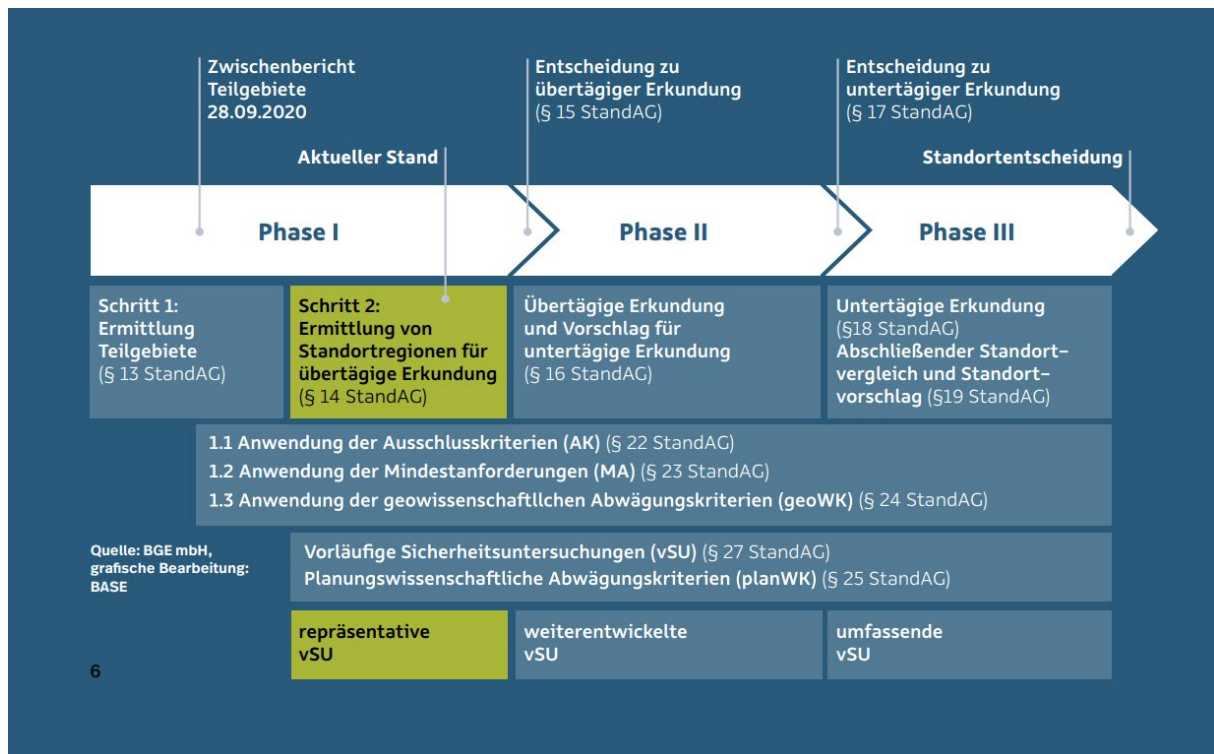 Zwischenbericht
Teilgebiete
28.09.2020
Entscheidung zu
übertägiger Erkundung
(§ 15 StandAG)
Entscheidung zu
untertägiger Erkundung
(§ 17 StandAG)
Aktueller Stand
Standortentscheidung
Phase I
Phase II
Phase III
Schritt 1:
Ermittlung
Teilgebiete
(§ 13 StandAG)
Schritt 2:
Ermittlung von
Standortregionen für
übertägige Erkundung
(§ 14 StandAG)
Übertägige Erkundung
und Vorschlag für
untertägige Erkundung
(§ 16 StandAG)
Untertägige Erkundung
(§18 StandAG)
Abschließender Standort-
vergleich und Standort-
vorschlag (§19 StandAG)
1.1 Anwendung der Ausschlusskriterien (AK) (§ 22 StandAG)
1.2 Anwendung der Mindestanforderungen (MA) (§ 23 StandAG)
1.3 Anwendung der geowissenschaftllchen Abwägungskriterien (geoWK) (§ 24 StandAG)
Quelle: BGE mbH,
grafische Bearbeitung:
BASE
Vorläufige Sicherheitsuntersuchungen (vSU) (§ 27 StandAG)
Planungswissenschaftliche Abwägungskriterien (planWK) (§ 25 StandAG)
repräsentative
vSU
weiterentwickelte
vSU
umfassende
vSU
6